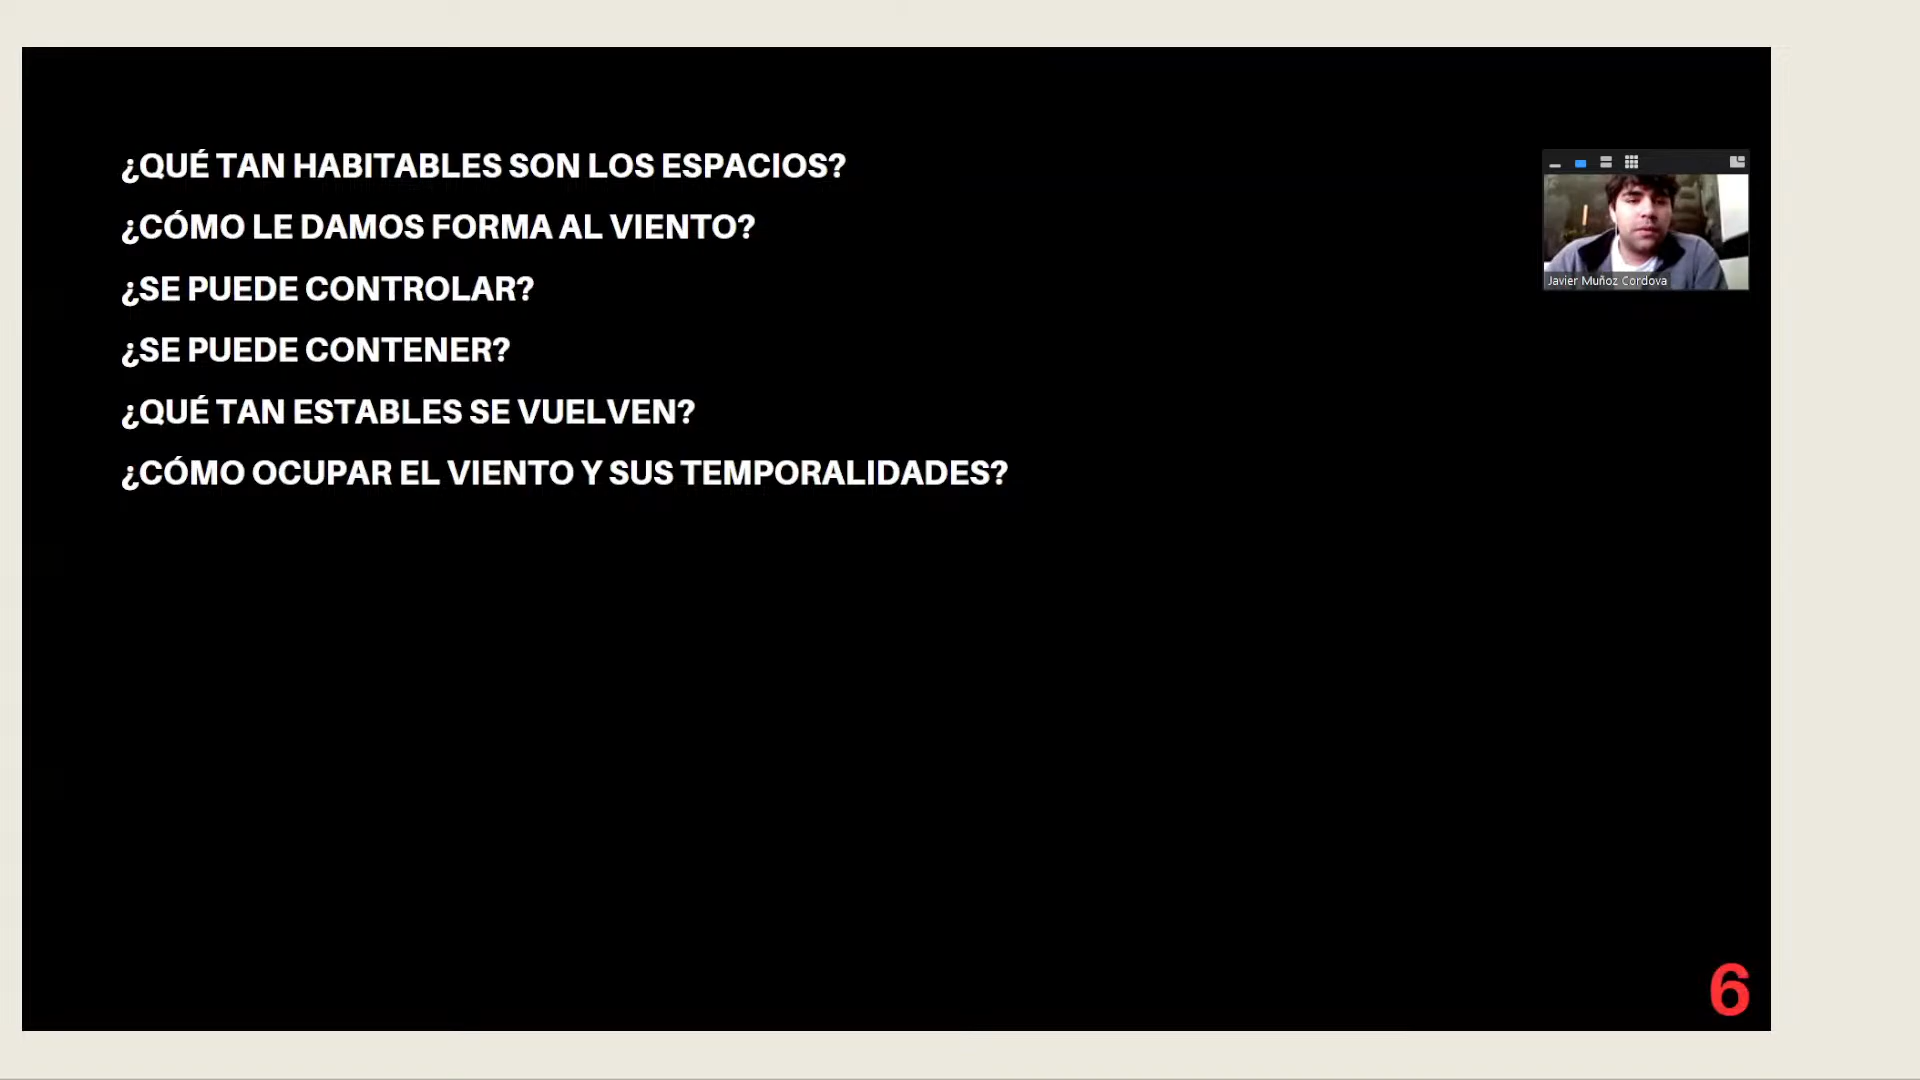 ¿QUÉ TAN HABITABLES SON LOS ESPACIOS?
¿CÓMO LE DAMOS FORMA AL VIENTO?
¿SE PUEDE CONTROLAR?
¿SE PUEDE CONTENER?
¿QUÉ TAN ESTABLES SE VUELVEN?
¿CÓMO OCUPAR EL VIENTO Y SUS TEMPORALIDADES?
Javier Muñoz Cordova
6